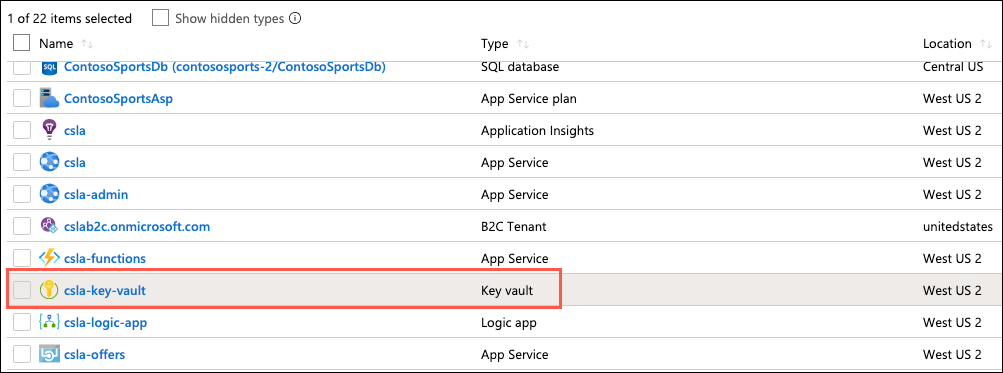 1 of 22 items selected Show hidden types
Name Type Location
ContosoSportsDb (contososports-2/ContosoSportsDb) SQL database Central US
ContosoSportsAsp App Service plan West US 2
csla Application Insights West US 2
csla App Service West US 2
csla-admin App Service West US 2
cslab2c.onmicrosoft.com B2C Tenant unitedstates
csla-functions App Service West US 2
csla-key-vault Key vault West US 2
csla-logic-app Logic app West US 2
csla-offers App Service West US 2